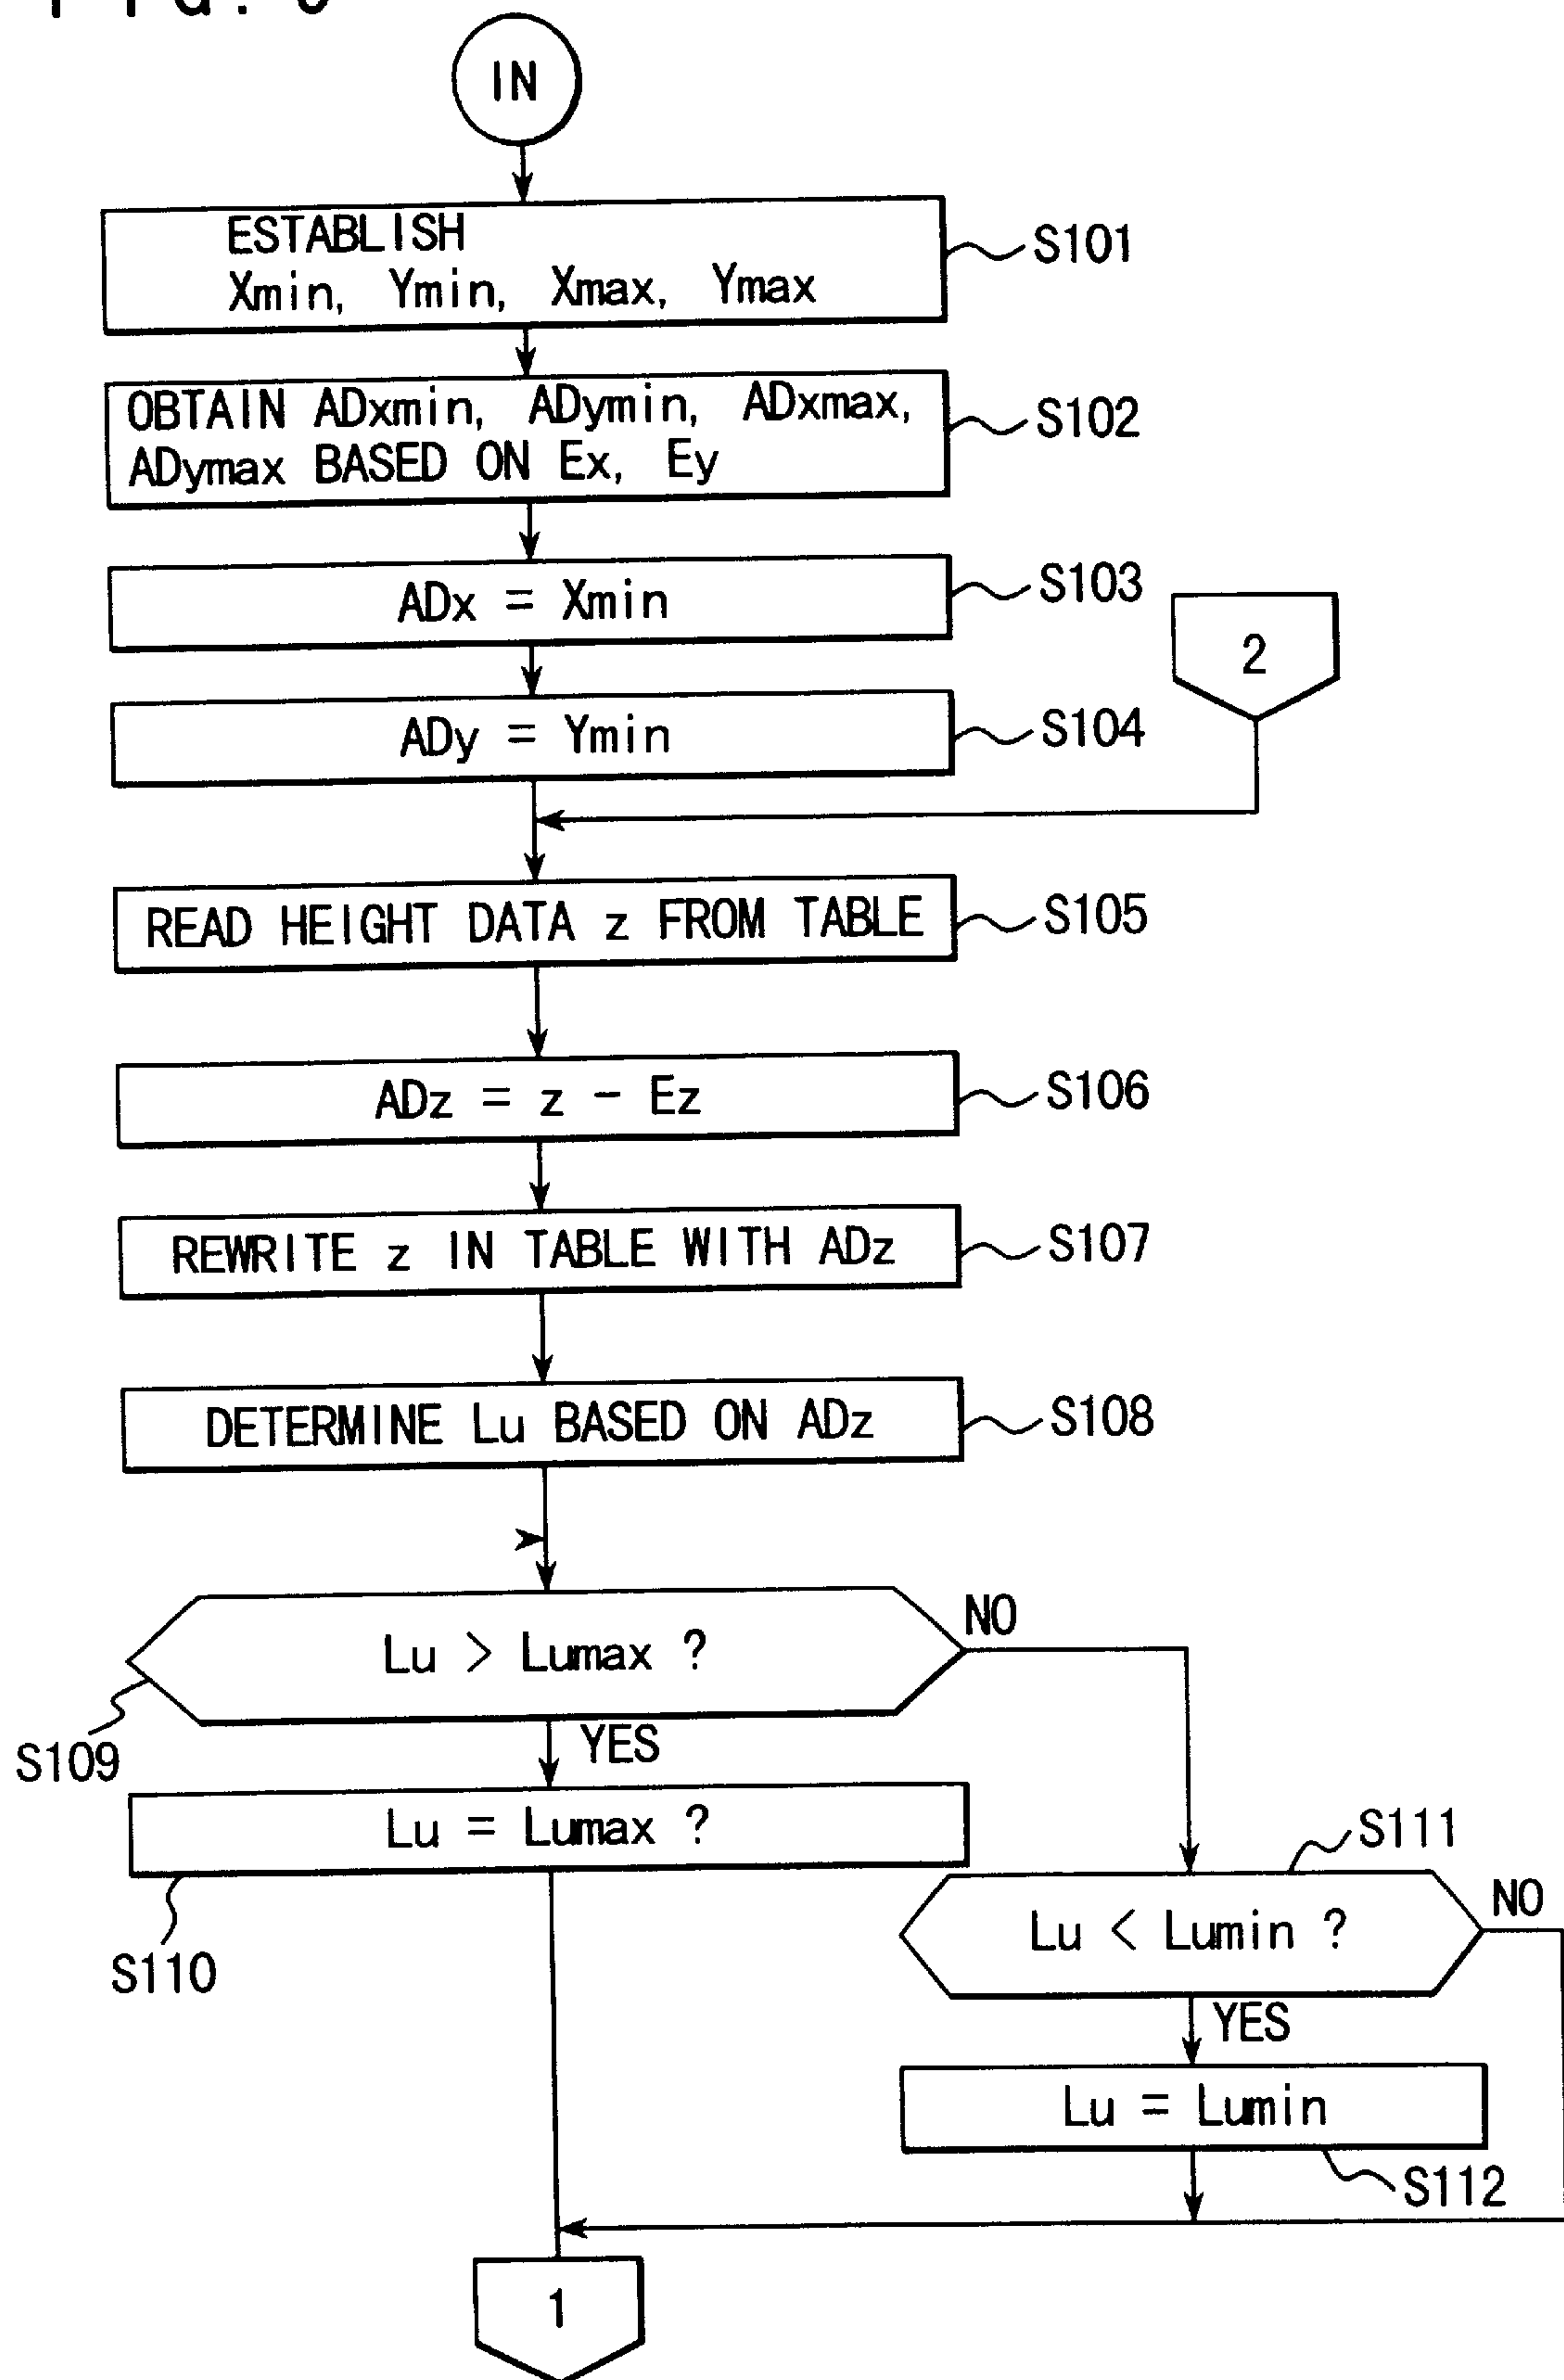 IN
ESTABLISH
Xmin, Ymin, Xmax, Ymax
S101
OBTAIN ADxmin, ADymin, ADxmax,
ADymax BASED ON Ex, Ey
S102
ADx = Xmin
S103
2
ADy = Ymin
S104
READ HEIGHT DATA z FROM TABLE
S105
ADz = z - Ez
S106
REWRITE z IN TABLE WITH ADz
S107
DETERMINE Lu BASED ON ADz
S108
Lu > Lumax ?
NO
S109
YES
Lu = Lumax ?
S110
S111
Lu < Lumin ?
NO
YES
Lu = Lumin
S112
1